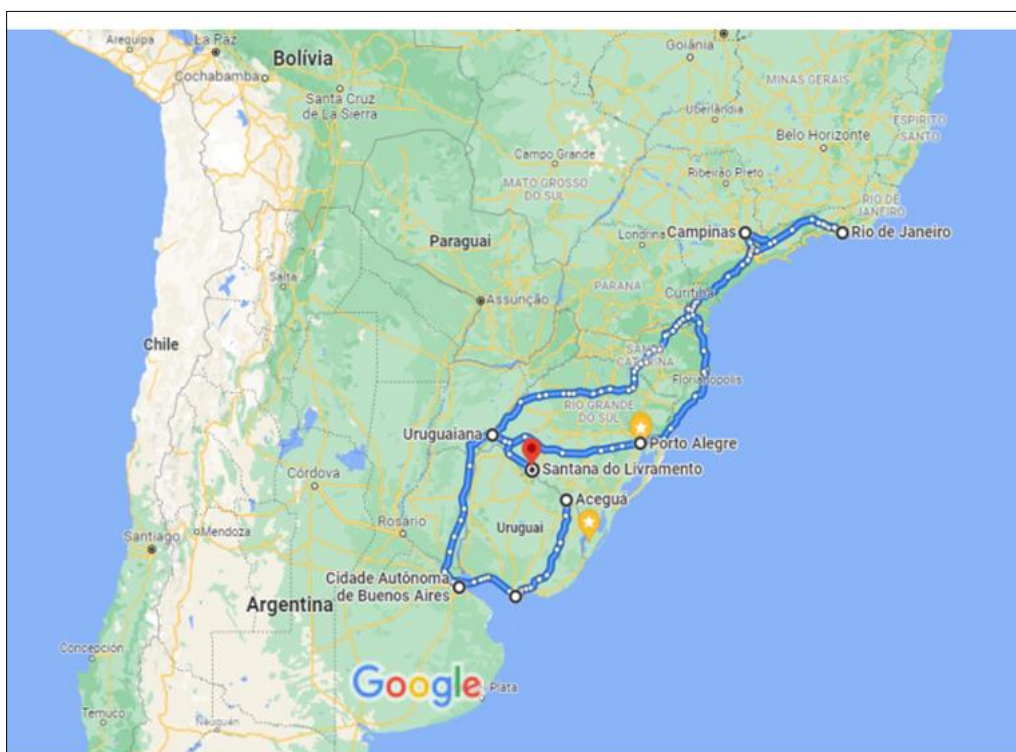 Arequipa
La Paz
Bolívia
Goiânia
Cochabamba
MINAS GERAIS
Santa Cruz
de La Sierra
Uberlândia
ESPIRITO
SANTO
Belo Horizonte
Campo Grande
Ribeirão Preto
MATO GROSSO
DO SUL
RIO DE
JANEIRO
Campinas
Rio de Janeiro
Londrina
Paraguai
PARANÁ
Salta
Curitiba
Assunção
Chile
SANTA
CATARINA
Florianópolis
RIO GRANDE
DO SUL
Uruguaiana
Porto Alegre
Santana do Livramento
Córdova
Aceguá
Rosário
Uruguai
Mendoza
Santiago
Cidade Autônoma
de Buenos Aires
Argentina
Concepción
Google
Plata
Temuco
Neuquén